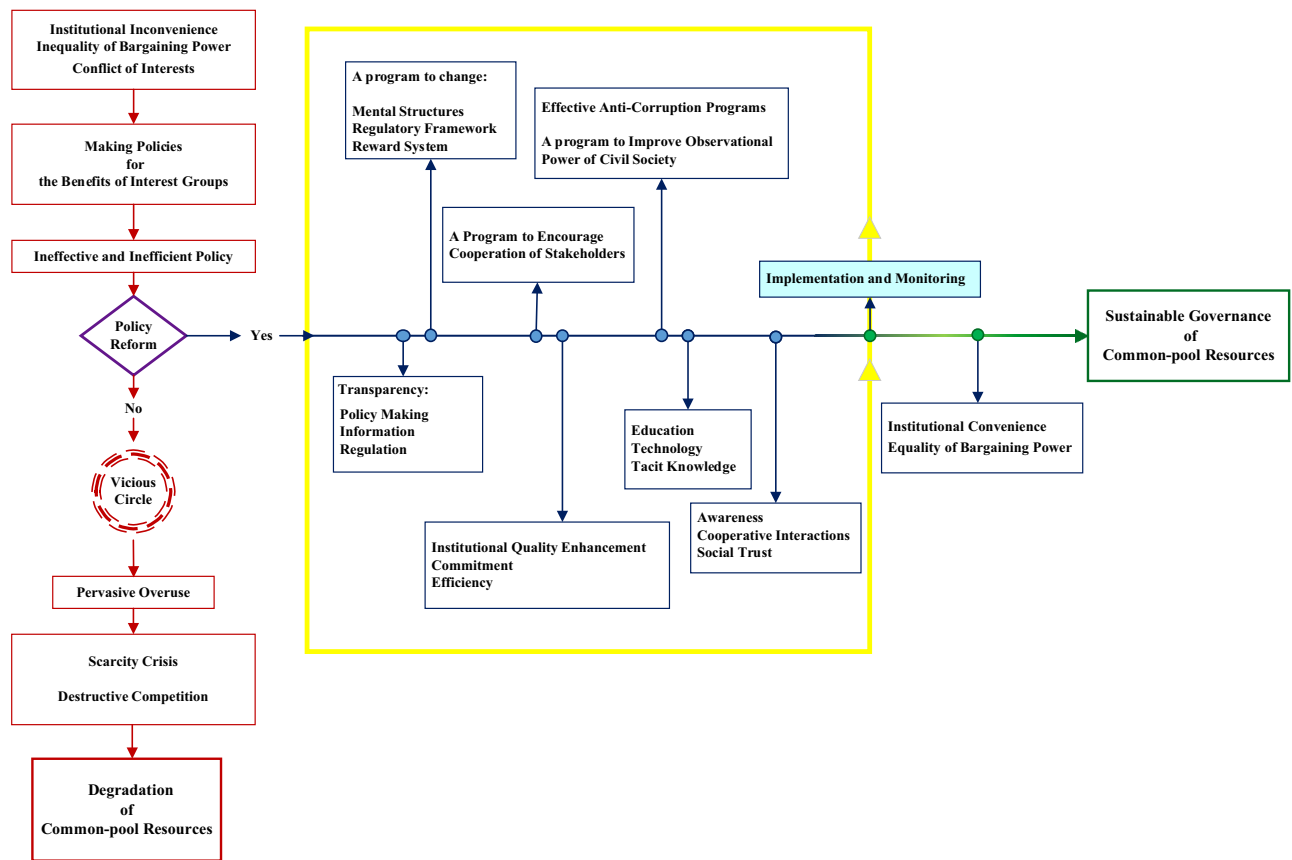 Institutional Inconvenience
Inequality of Bargaining Power
Conflict of Interests
Making Policies
for
the Benefits of Interest Groups
Ineffective and Inefficient Policy
Policy
Reform
Yes
No
Vicious
Circle
Pervasive Overuse
Scarcity Crisis
Destructive Competition
Degradation
of
Common-pool Resources
A program to change:
Mental Structures
Regulatory Framework
Reward System
Effective Anti-Corruption Programs
A program to Improve Observational
Power of Civil Society
A Program to Encourage
Cooperation of Stakeholders
Implementation and Monitoring
Transparency:
Policy Making
Information
Regulation
Education
Technology
Tacit Knowledge
Institutional Quality Enhancement
Commitment
Efficiency
Awareness
Cooperative Interactions
Social Trust
Institutional Convenience
Equality of Bargaining Power
Sustainable Governance
of
Common-pool Resources